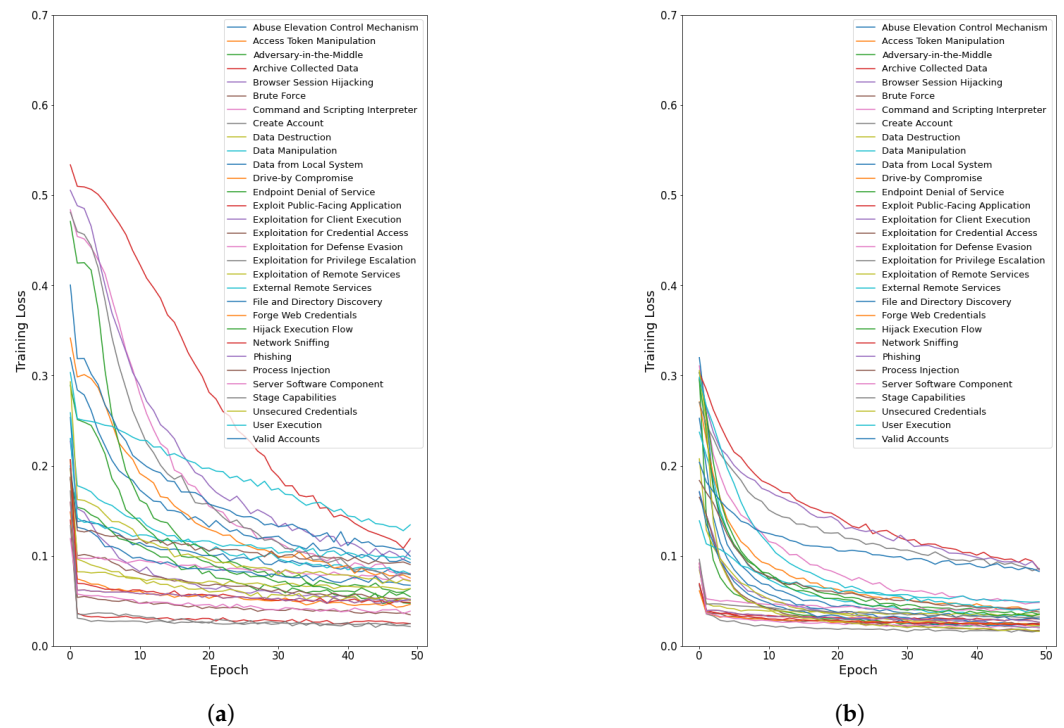 0.7
0.6
0.5
0.4
0.3
0.2
0.1
0.0
Training Loss
0
10
20
30
40
50
Epoch
Abuse Elevation Control Mechanism
Access Token Manipulation
Adversary-in-the-Middle
Archive Collected Data
Browser Session Hijacking
Brute Force
Command and Scripting Interpreter
Create Account
Data Destruction
Data Manipulation
Data from Local System
Drive-by Compromise
Endpoint Denial of Service
Exploit Public-Facing Application
Exploitation for Client Execution
Exploitation for Credential Access
Exploitation for Defense Evasion
Exploitation for Privilege Escalation
Exploitation of Remote Services
External Remote Services
File and Directory Discovery
Forge Web Credentials
Hijack Execution Flow
Network Sniffing
Phishing
Process Injection
Server Software Component
Stage Capabilities
Unsecured Credentials
User Execution
Valid Accounts
(a)
0.7
0.6
0.5
0.4
0.3
0.2
0.1
0.0
Training Loss
0
10
20
30
40
50
Epoch
Abuse Elevation Control Mechanism
Access Token Manipulation
Adversary-in-the-Middle
Archive Collected Data
Browser Session Hijacking
Brute Force
Command and Scripting Interpreter
Create Account
Data Destruction
Data Manipulation
Data from Local System
Drive-by Compromise
Endpoint Denial of Service
Exploit Public-Facing Application
Exploitation for Client Execution
Exploitation for Credential Access
Exploitation for Defense Evasion
Exploitation for Privilege Escalation
Exploitation of Remote Services
External Remote Services
File and Directory Discovery
Forge Web Credentials
Hijack Execution Flow
Network Sniffing
Phishing
Process Injection
Server Software Component
Stage Capabilities
Unsecured Credentials
User Execution
Valid Accounts
(b)